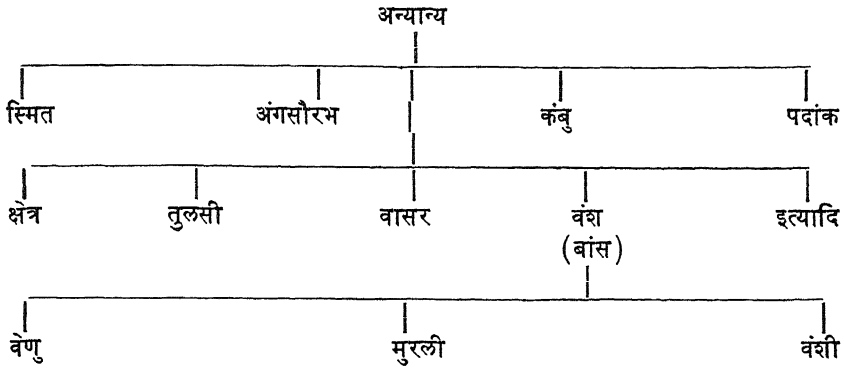 अन्यान्य
स्मित अंगसौरभ कंबु पदांक
क्षेत्र तुलसी वासर वंश इत्यादि
(बांस)
वेणु मुरली वंशी